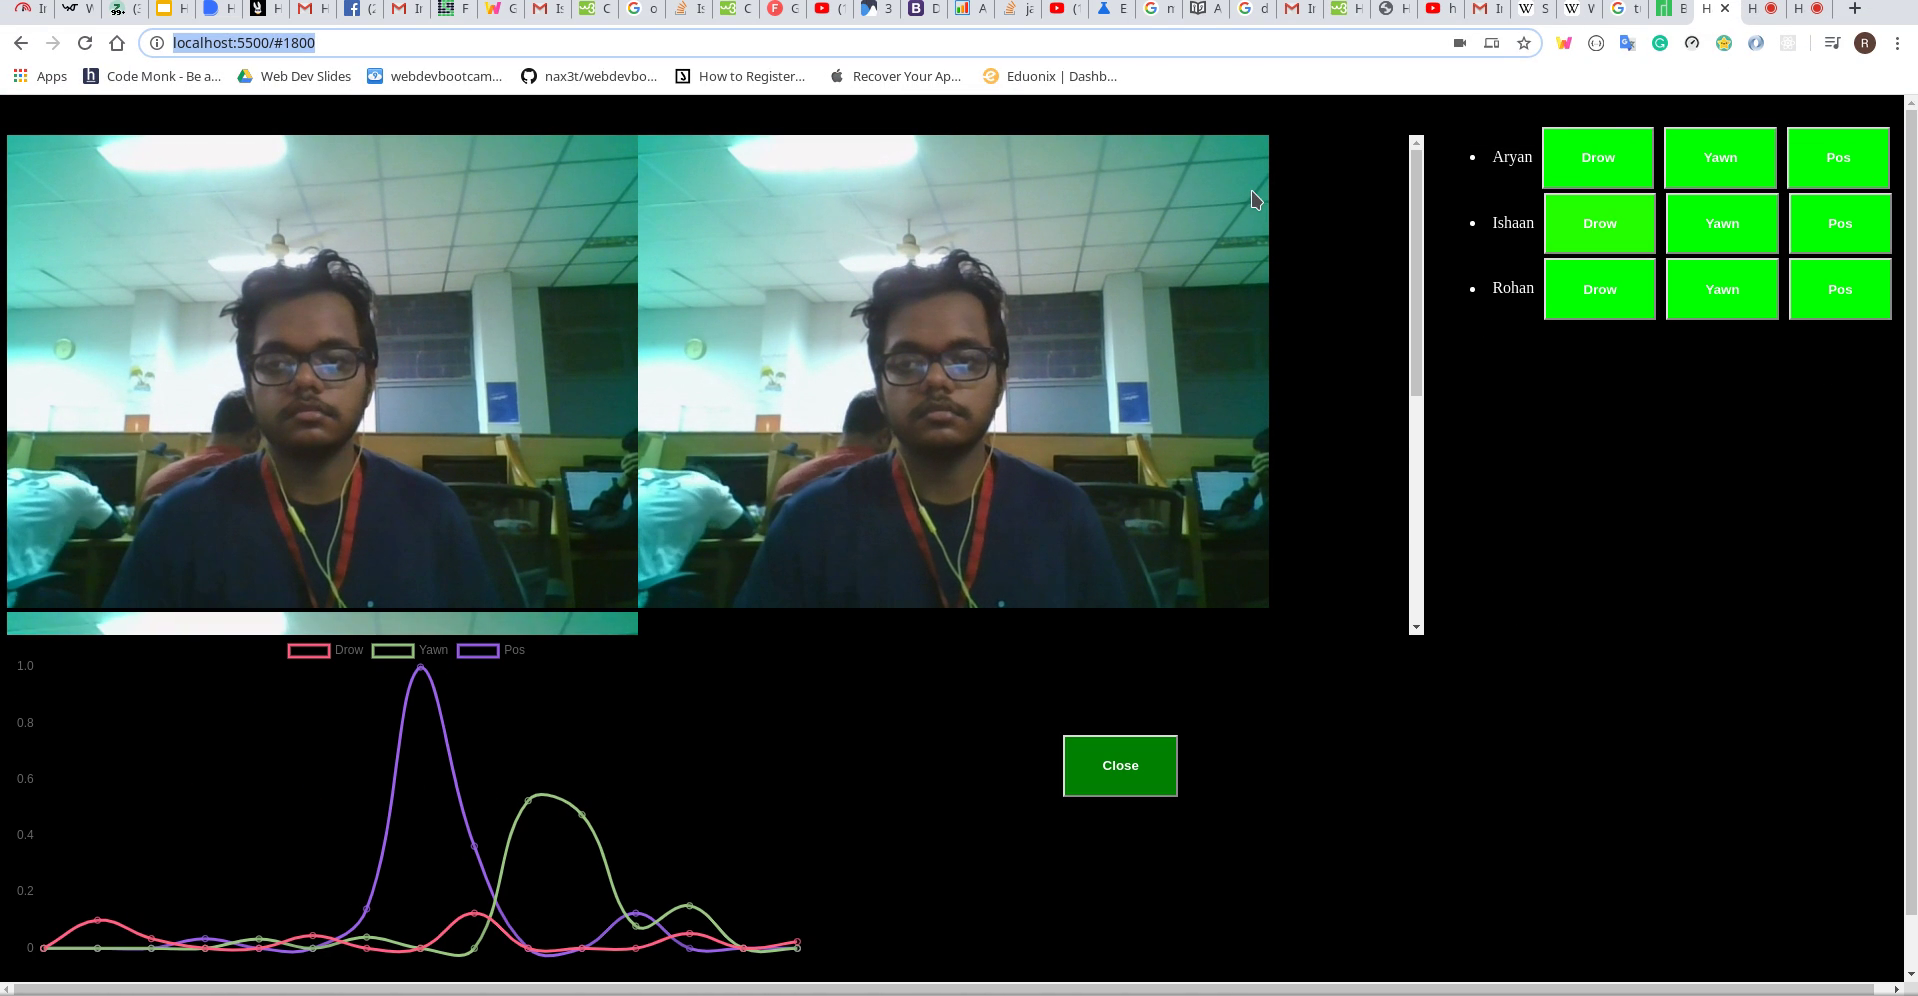 localhost:5500/#1800
R
Apps Code Monk - Be a... Web Dev Slides webdevbootcam... nax3t/webdevbo... How to Register... Recover Your Ap... Eduonix | Dashb...
Aryan Drow Yawn Pos
Ishaan Drow Yawn Pos
Rohan Drow Yawn Pos
Drow Yawn Pos
1.0
0.8
0.6
0.4
0.2
0
Close